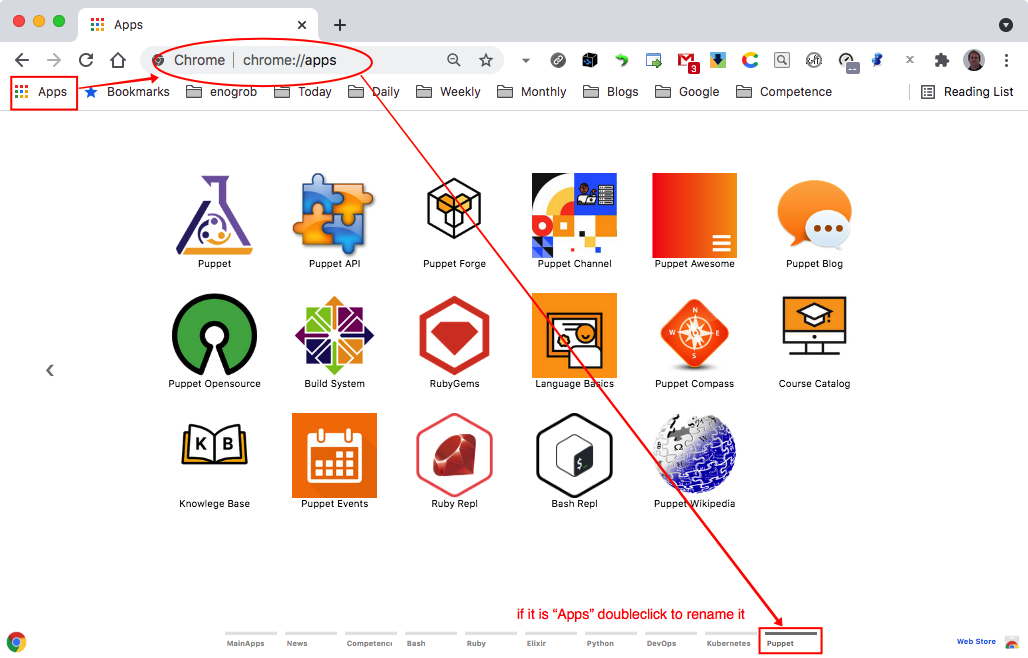 Apps
Chrome chrome://apps
3
Apps Bookmarks enogrob Today Daily Weekly Monthly Blogs Google Competence Reading List
Puppet Puppet API Puppet Forge Puppet Channel Puppet Awesome Puppet Blog
N
W E
S
Puppet Opensource Build System RubyGems Language Basics Puppet Compass Course Catalog
K B
$_
Ω W И
Knowlege Base Puppet Events Ruby Repl Bash Repl Puppet Wikipedia
if it is “Apps” doubleclick to rename it
MainApps News Competenc Bash Ruby Elixir Python DevOps Kubernetes Puppet Web Store